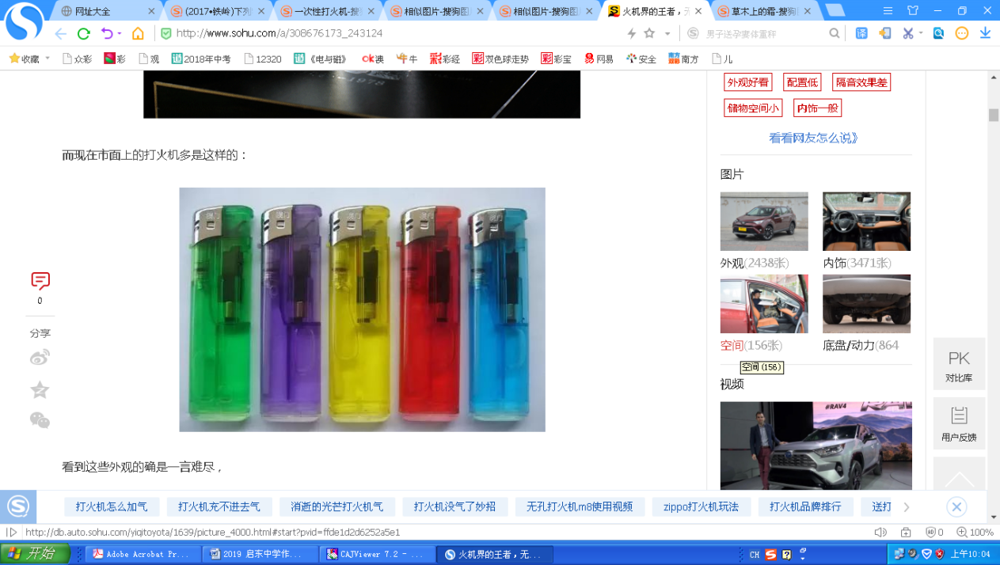 网址大全
(2017•铁岭)下列
一次性打火机-搜
相似图片-搜狗图
相似图片-搜狗图
火机界的王者，无
草木上的霜-搜狗
http://www.sohu.com/a/308676173_243124
男子送孕妻体重秤
收藏 众彩 彩 观 2018年中考 12320 《电与磁》 澳 牛 彩经 双色球走势 彩宝 网易 安全 南方 儿
1978
外观好看 配置低 隔音效果差
储物空间小 内饰一般
看看网友怎么说》
而现在市面上的打火机多是这样的：
图片
外观(2438张) 内饰(3471张)
空间(156张) 底盘/动力(864
空间(156)
视频
#RAV4
0
分享
PK
对比库
用户反馈
看到这些外观的确是一言难尽，
打火机怎么加气 打火机充不进去气 消逝的光芒打火机气 打火机没气了妙招 无孔打火机m8使用视频 zippo打火机玩法 打火机品牌排行 送打
http://db.auto.sohu.com/yiqitoyota/1639/picture_4000.html#start?pvid=ffde1d2d6252a5e1
0 100%
开始 Adobe Acrobat Pr... 2019 启东中学作... CAJViewer 7.2 - ... 火机界的王者，无... CH 上午10:04